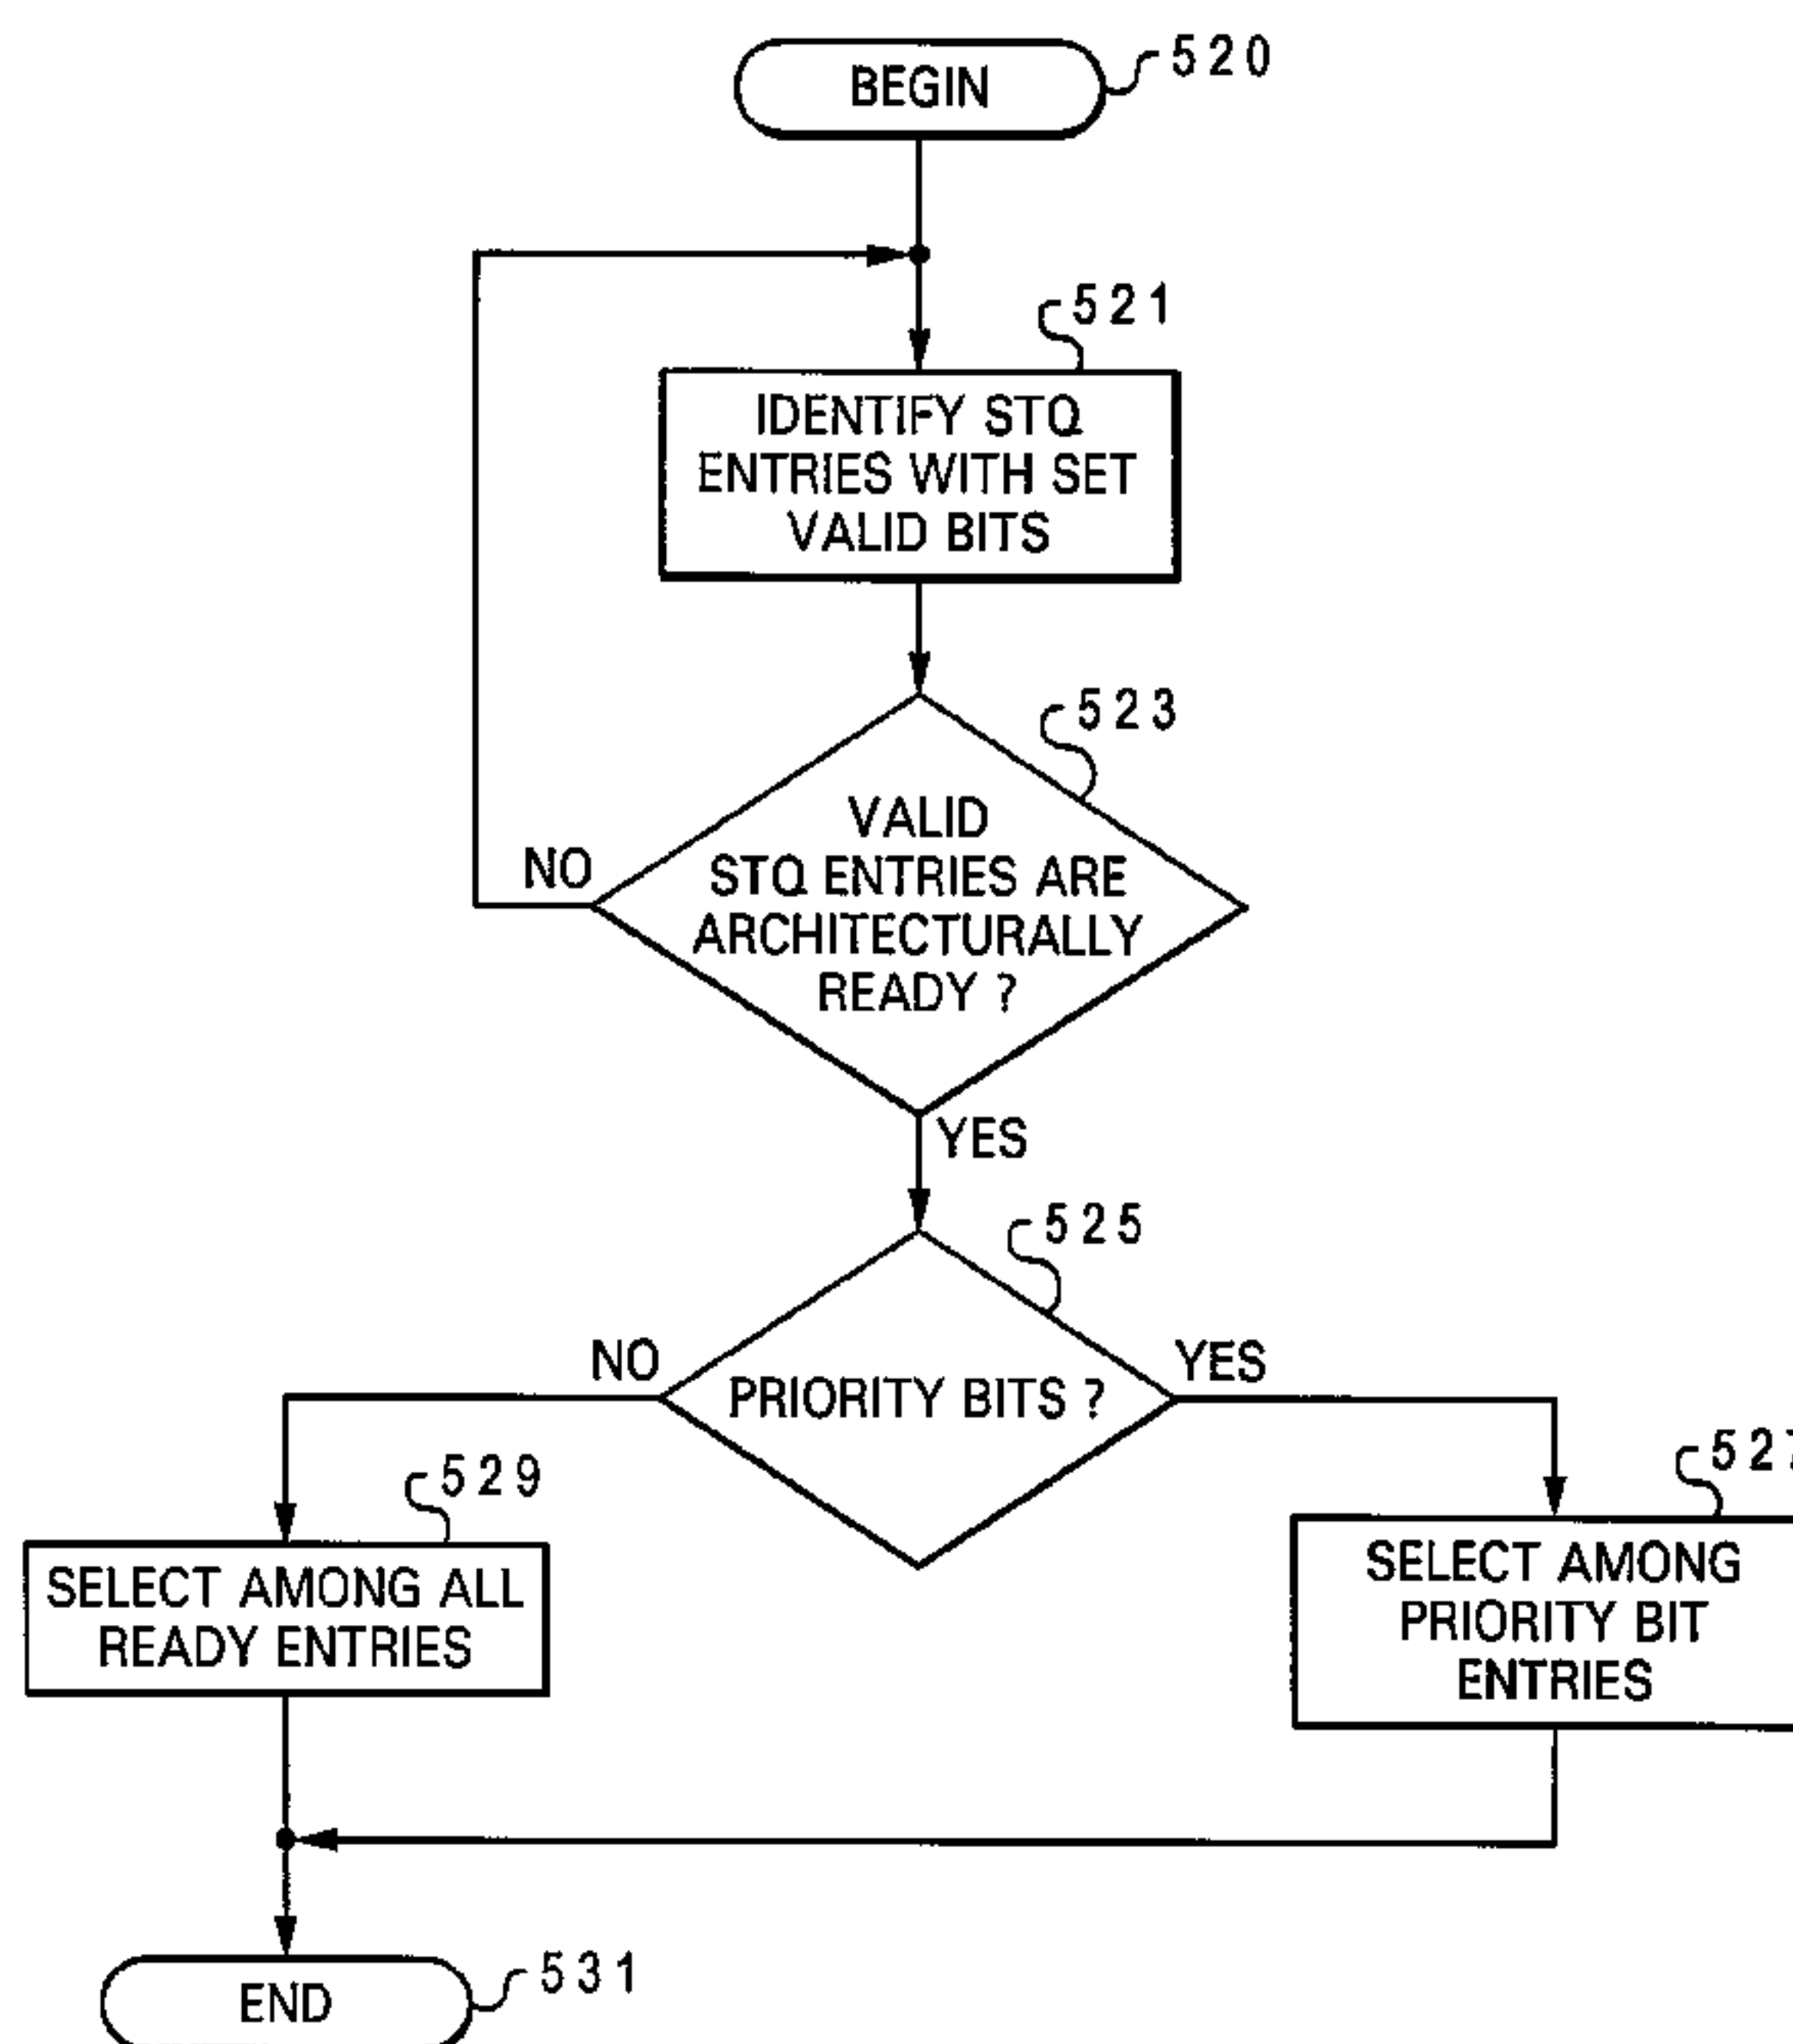 BEGIN
520
521
IDENTIFY STQ
ENTRIES WITH SET
VALID BITS
523
VALID
STQ ENTRIES ARE
ARCHITECTURALLY
READY ?
NO
YES
525
NO
PRIORITY BITS ?
YES
529
SELECT AMONG ALL
READY ENTRIES
527
SELECT AMONG
PRIORITY BIT
ENTRIES
END
531